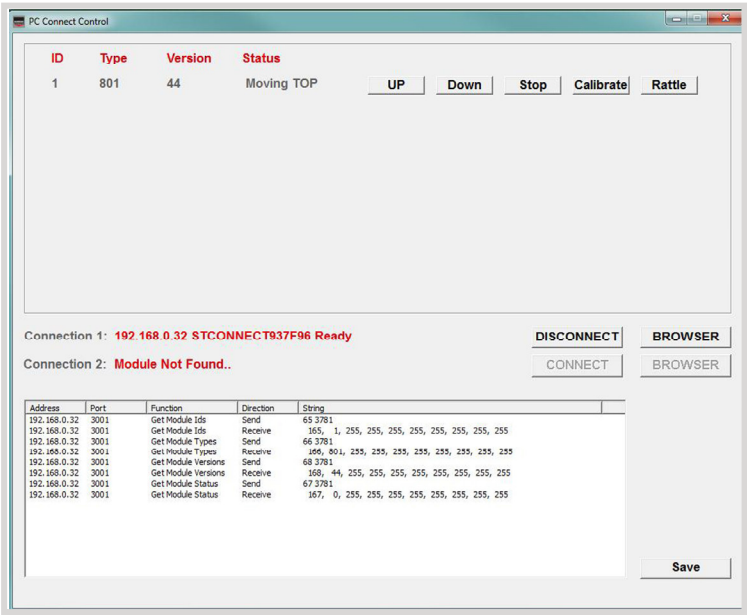 PC Connect Control
ID Type Version Status
1 801 44 Moving TOP UP Down Stop Calibrate Rattle
Connection 1: 192.168.0.32 STCONNECT937F96 Ready DISCONNECT BROWSER
Connection 2: Module Not Found.. CONNECT BROWSER
Address Port Function Direction String
192.168.0.32 3001 Get Module Ids Send 65 3781
192.168.0.32 3001 Get Module Ids Receive 165, 1, 255, 255, 255, 255, 255, 255, 255, 255
192.168.0.32 3001 Get Module Types Send 66 3781
192.168.0.32 3001 Get Module Types Receive 166, 801, 255, 255, 255, 255, 255, 255, 255, 255
192.168.0.32 3001 Get Module Versions Send 68 3781
192.168.0.32 3001 Get Module Versions Receive 168, 44, 255, 255, 255, 255, 255, 255, 255, 255
192.168.0.32 3001 Get Module Status Send 67 3781
192.168.0.32 3001 Get Module Status Receive 167, 0, 255, 255, 255, 255, 255, 255, 255, 255
Save